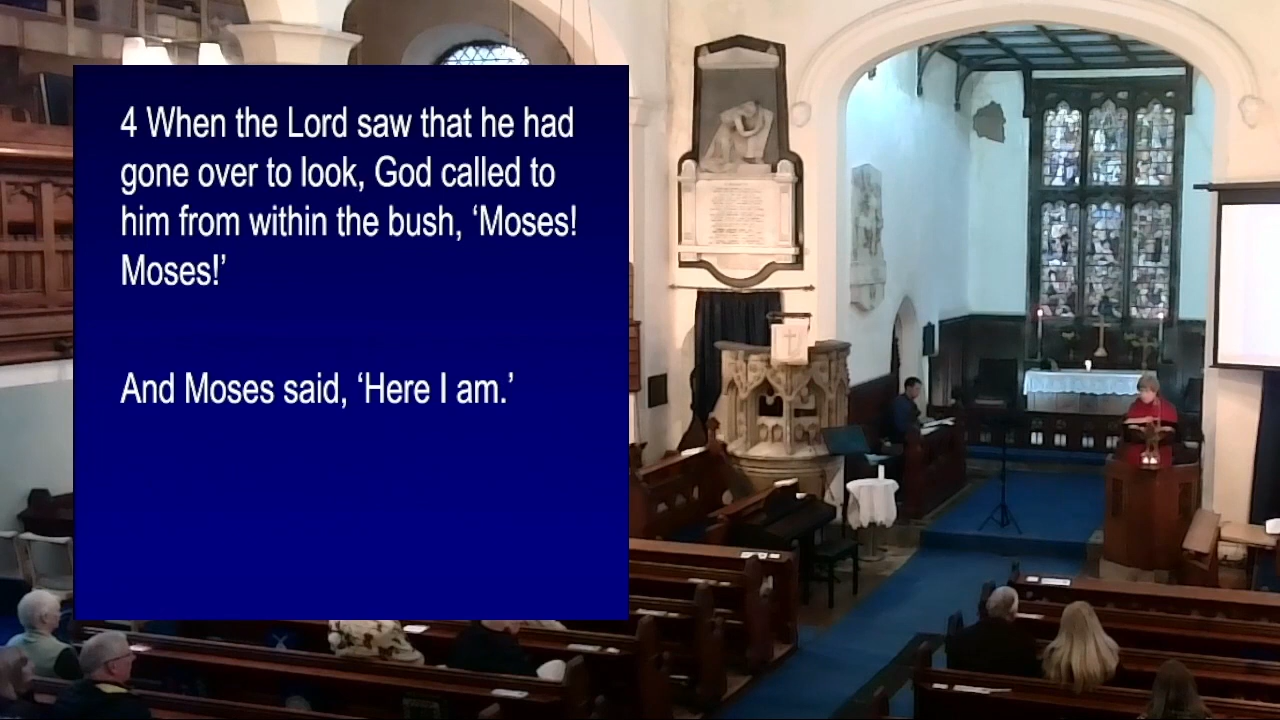 4 When the Lord saw that he had
gone over to look, God called to
him from within the bush, ‘Moses!
Moses!’
And Moses said, ‘Here I am.’